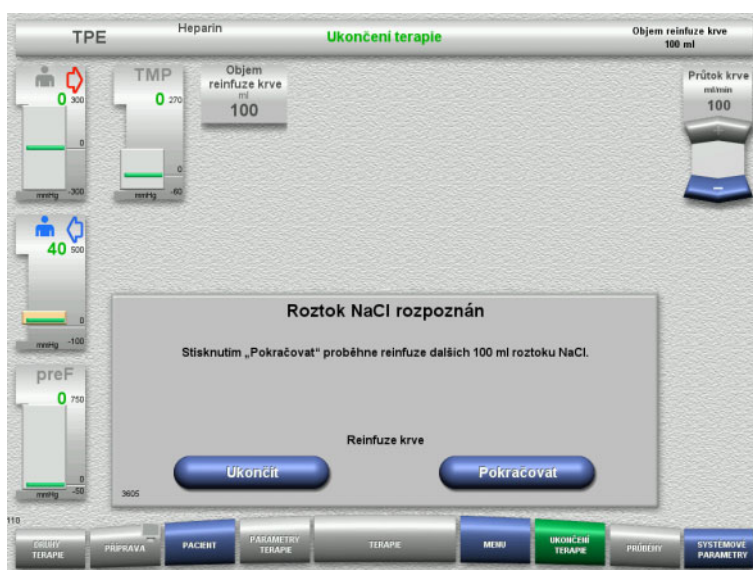 TPE
Heparin
Ukončení terapie
Objem reinfuze krve
100 ml
0
300
0
mmHg
-300
TMP
0
270
0
mmHg
-60
Objem
reinfuze krve
ml
100
Průtok krve
ml/min
100
+
-
40
500
0
mmHg
-100
preF
0
750
0
mmHg
-50
Roztok NaCl rozpoznán
Stisknutím „Pokračovat“ proběhne reinfuze dalších 100 ml roztoku NaCl.
Reinfuze krve
Ukončit
Pokračovat
3605
110
DRUHY
TERAPIE
PŘÍPRAVA
PACIENT
PARAMETRY
TERAPIE
TERAPIE
MENU
UKONČENÍ
TERAPIE
PRŮBĚHY
SYSTÉMOVÉ
PARAMETRY